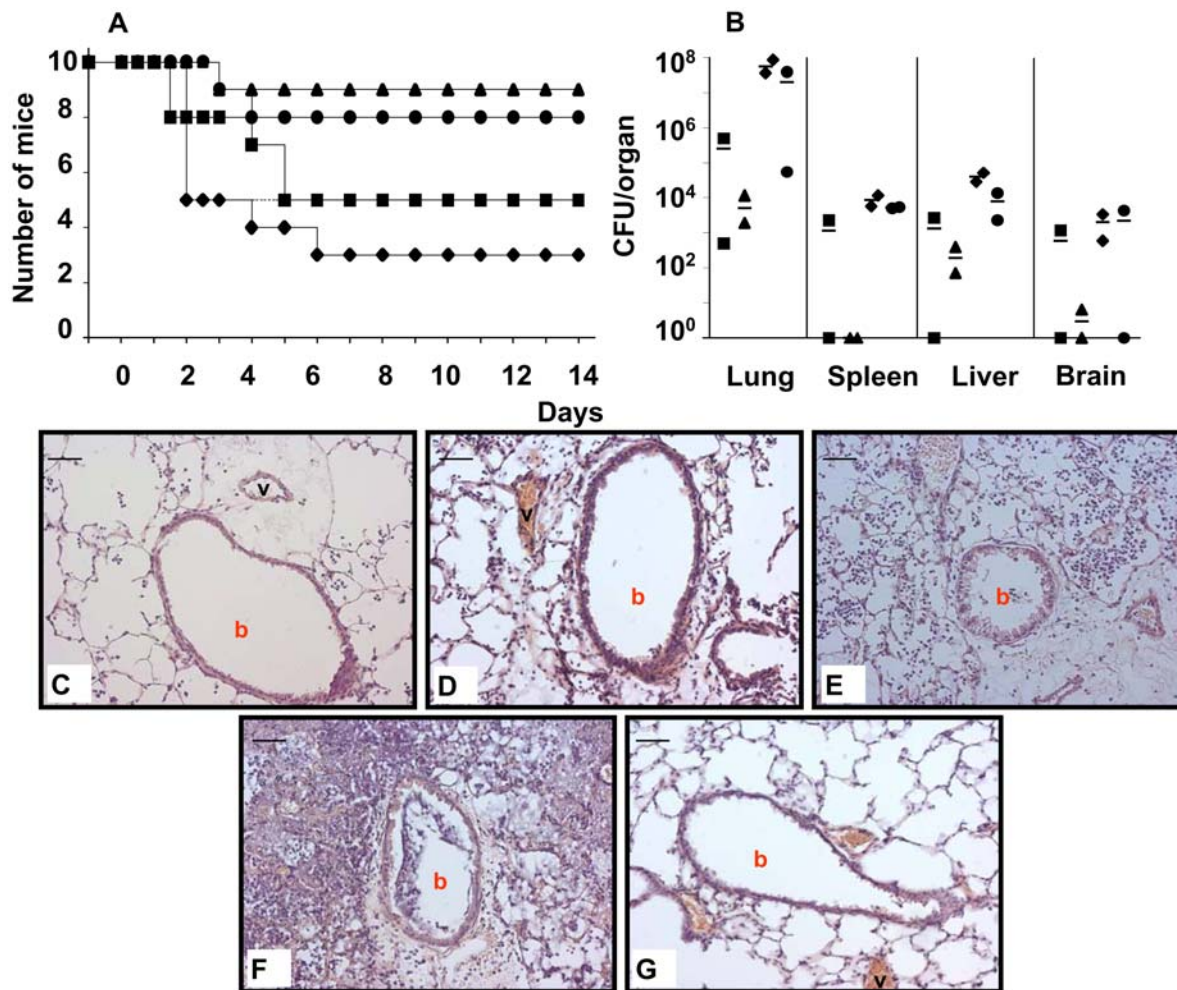 A
Number of mice
10
8
6
4
2
0
0 2 4 6 8 10 12 14
Days
B
CFU/organ
10⁸
10⁶
10⁴
10²
10⁰
Lung Spleen Liver Brain
v
b
C
v
b
D
b
E
b
F
b
v
G